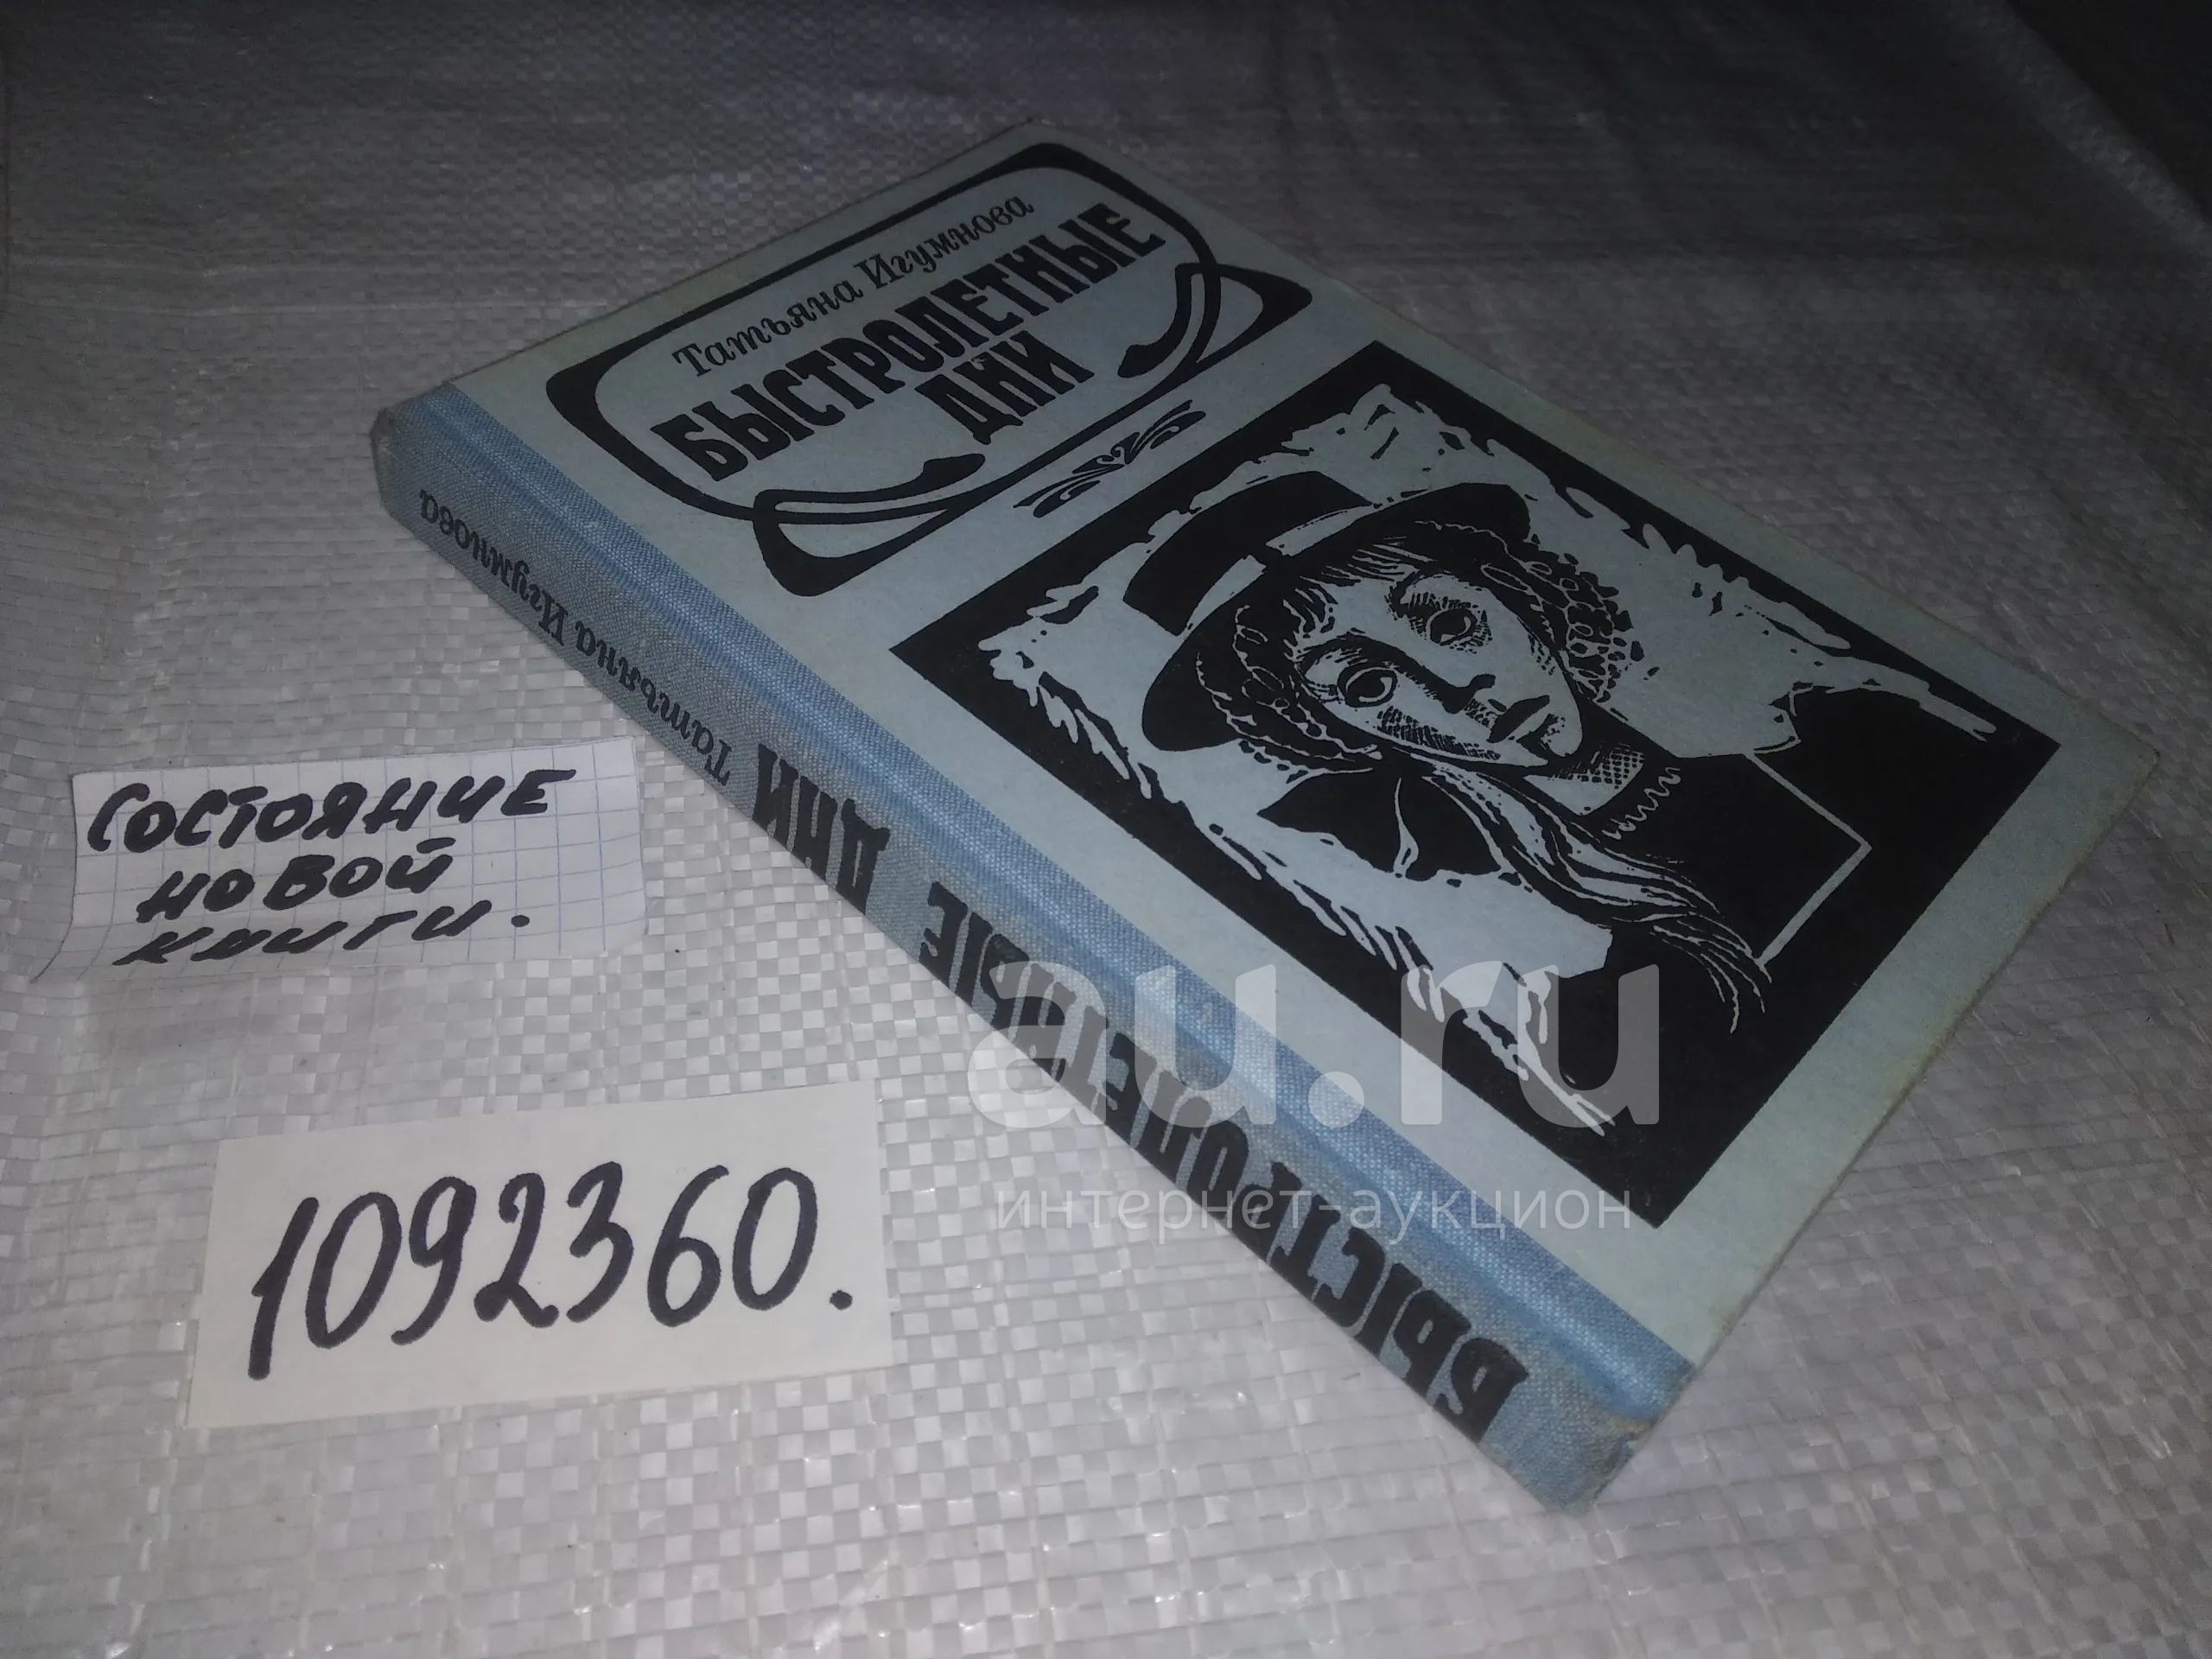 Татьяна Игумнова
БЫСТРОЛЕТНЫЕ
ДНИ
БЫСТРОЛЕТНЫЕ ДНИ Татьяна Игумнова
СОСТОЯНИЕ
НОВОЙ
КНИГИ.
1092360.
au.ru
интернет-аукцион